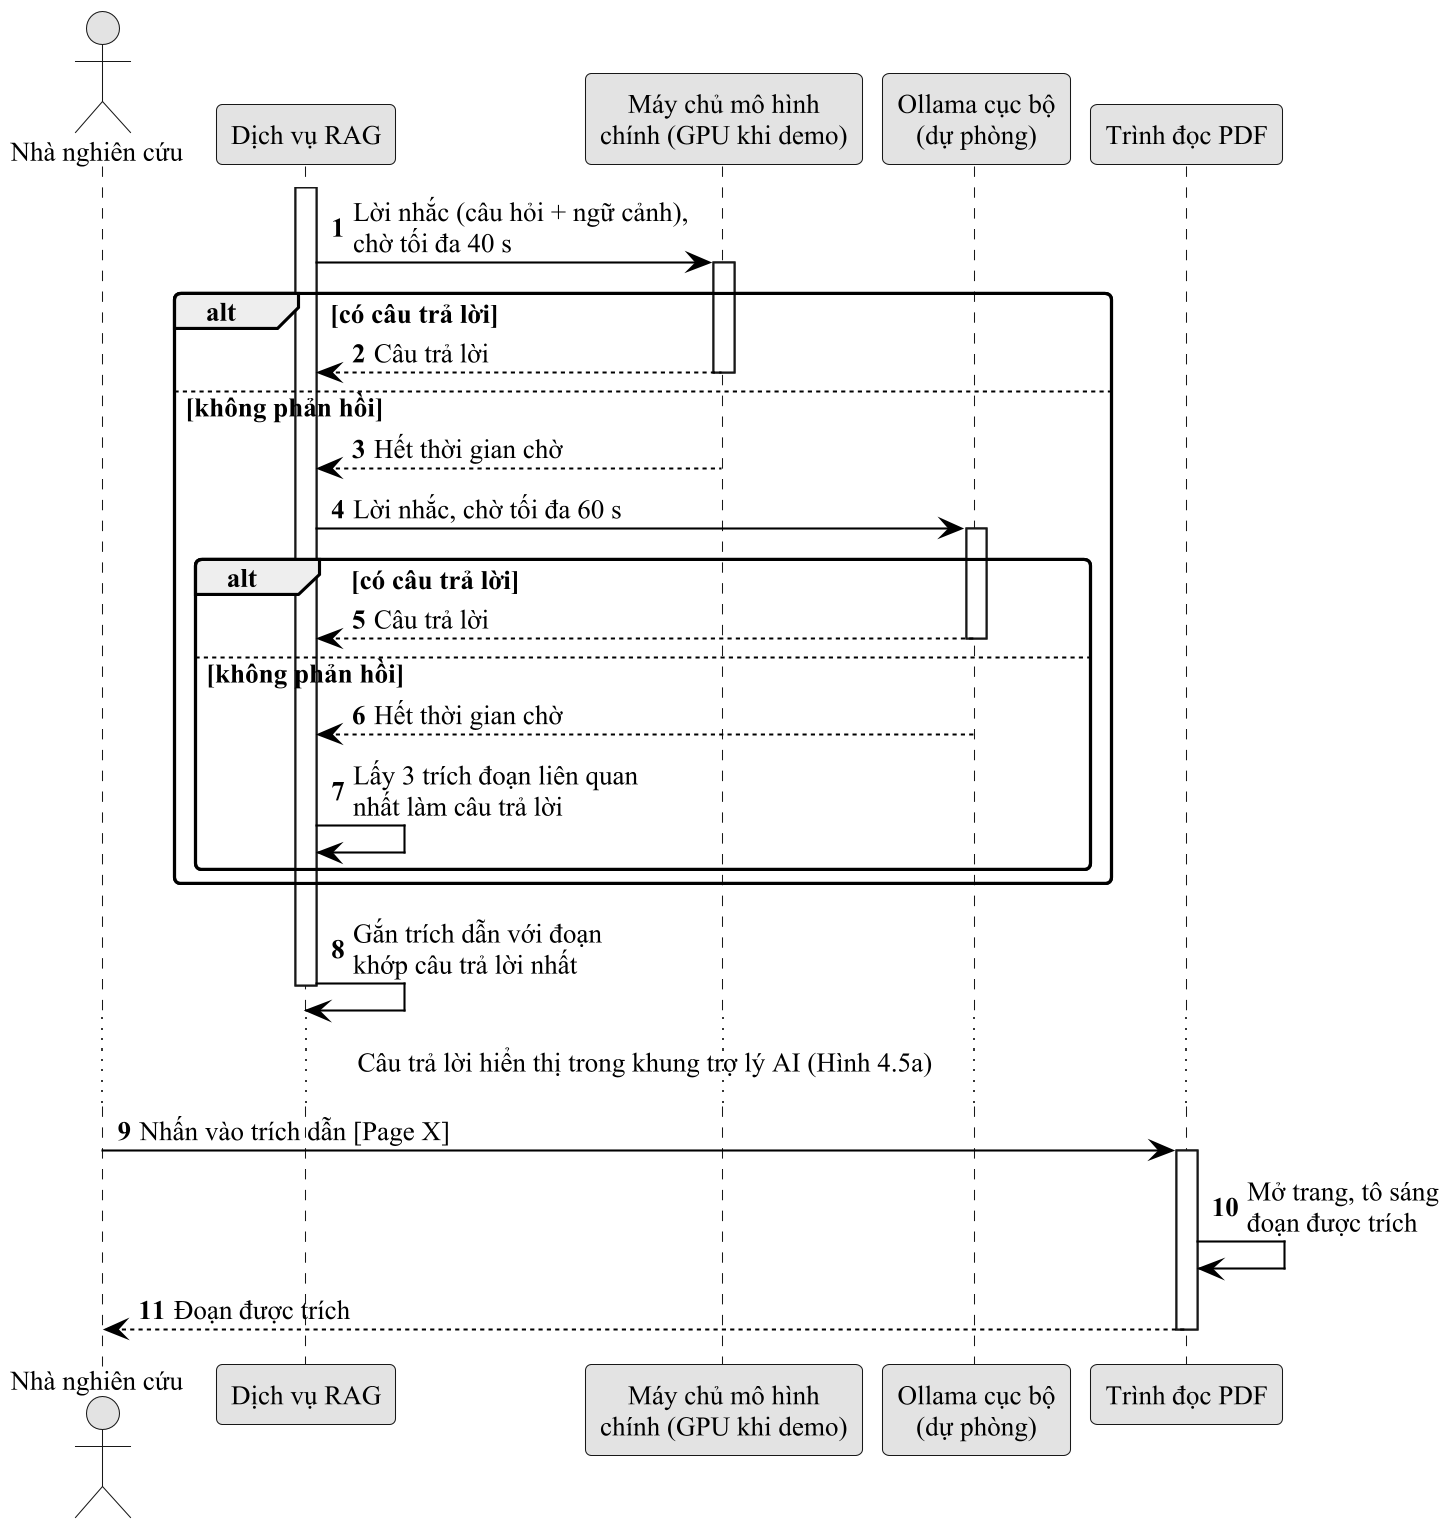 Nhà nghiên cứu
Dịch vụ RAG
Máy chủ mô hình
chính (GPU khi demo)
Ollama cục bộ
(dự phòng)
Trình đọc PDF
1 Lời nhắc (câu hỏi + ngữ cảnh),
chờ tối đa 40 s
alt [có câu trả lời]
2 Câu trả lời
[không phản hồi]
3 Hết thời gian chờ
4 Lời nhắc, chờ tối đa 60 s
alt [có câu trả lời]
5 Câu trả lời
[không phản hồi]
6 Hết thời gian chờ
7 Lấy 3 trích đoạn liên quan
nhất làm câu trả lời
8 Gắn trích dẫn với đoạn
khớp câu trả lời nhất
Câu trả lời hiển thị trong khung trợ lý AI (Hình 4.5a)
9 Nhấn vào trích dẫn [Page X]
10 Mở trang, tô sáng
đoạn được trích
11 Đoạn được trích
Nhà nghiên cứu
Dịch vụ RAG
Máy chủ mô hình
chính (GPU khi demo)
Ollama cục bộ
(dự phòng)
Trình đọc PDF